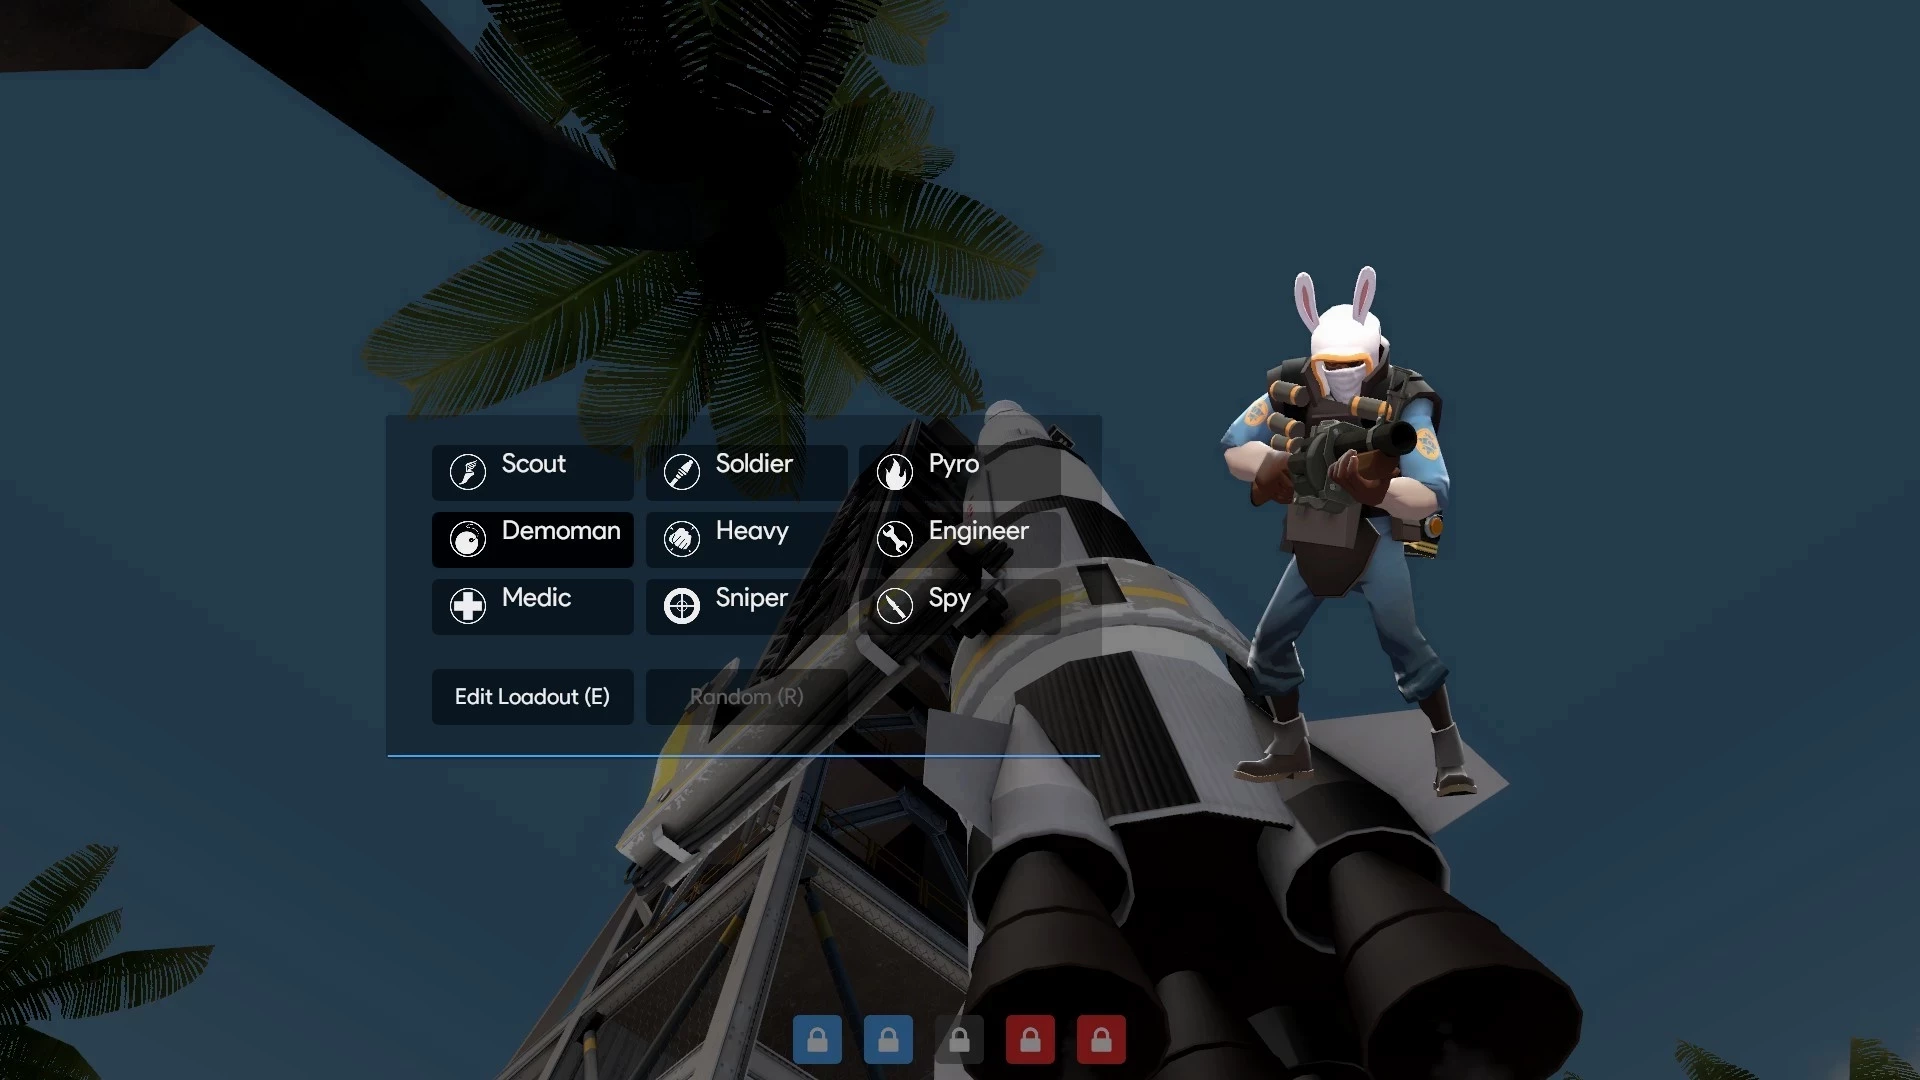 Scout
Soldier
Pyro
Demoman
Heavy
Engineer
Medic
Sniper
Spy
Edit Loadout (E)
Random (R)